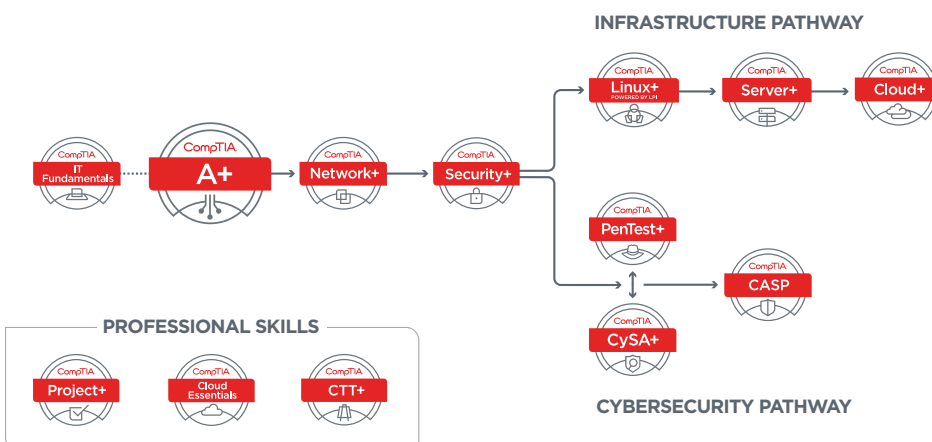 INFRASTRUCTURE PATHWAY
CompTIA
Linux+
POWERED BY LPI
CompTIA
Server+
CompTIA
Cloud+
CompTIA
IT
Fundamentals
CompTIA
A+
CompTIA
Network+
CompTIA
Security+
CompTIA
PenTest+
CompTIA
CASP
CompTIA
CySA+
PROFESSIONAL SKILLS
CompTIA
Project+
CompTIA
Cloud
Essentials
CompTIA
CTT+
CYBERSECURITY PATHWAY